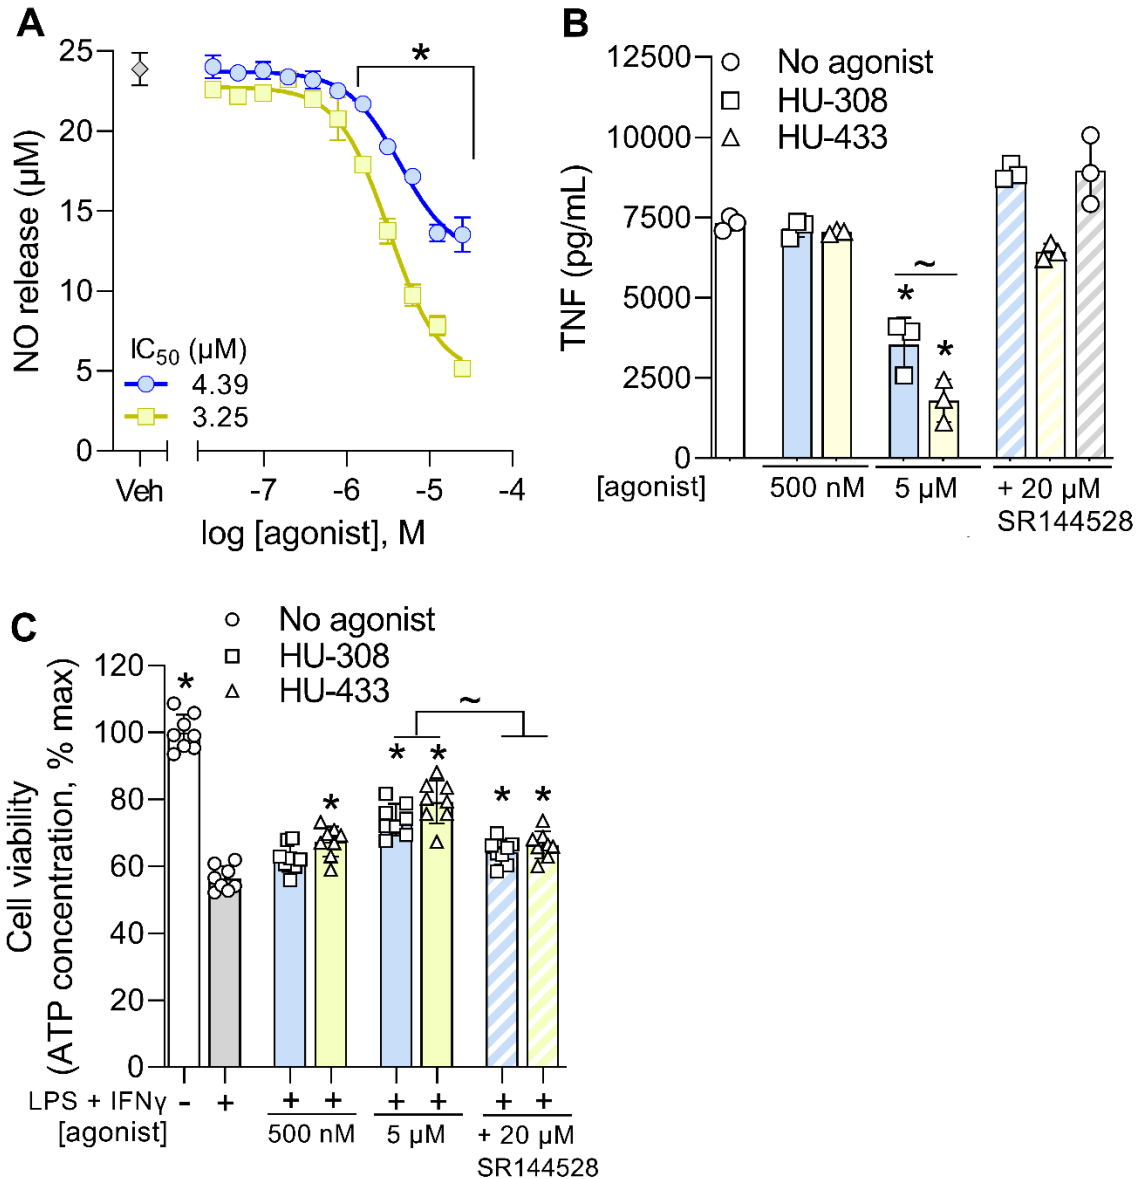 A
NO release (µM)
25
20
15
10
5
0
*
IC50 (µM)
4.39
3.25
Veh
-7
-6
-5
-4
log [agonist], M
B
No agonist
HU-308
HU-433
TNF (pg/mL)
12500
10000
7500
5000
2500
0
~
*
*
[agonist]
500 nM
5 µM
+ 20 µM
SR144528
C
No agonist
HU-308
HU-433
Cell viability
(ATP concentration, % max)
120
100
80
60
40
20
0
*
*
*
*
~
*
*
LPS + IFNγ - + + + + + + +
[agonist]
500 nM
5 µM
+ 20 µM
SR144528